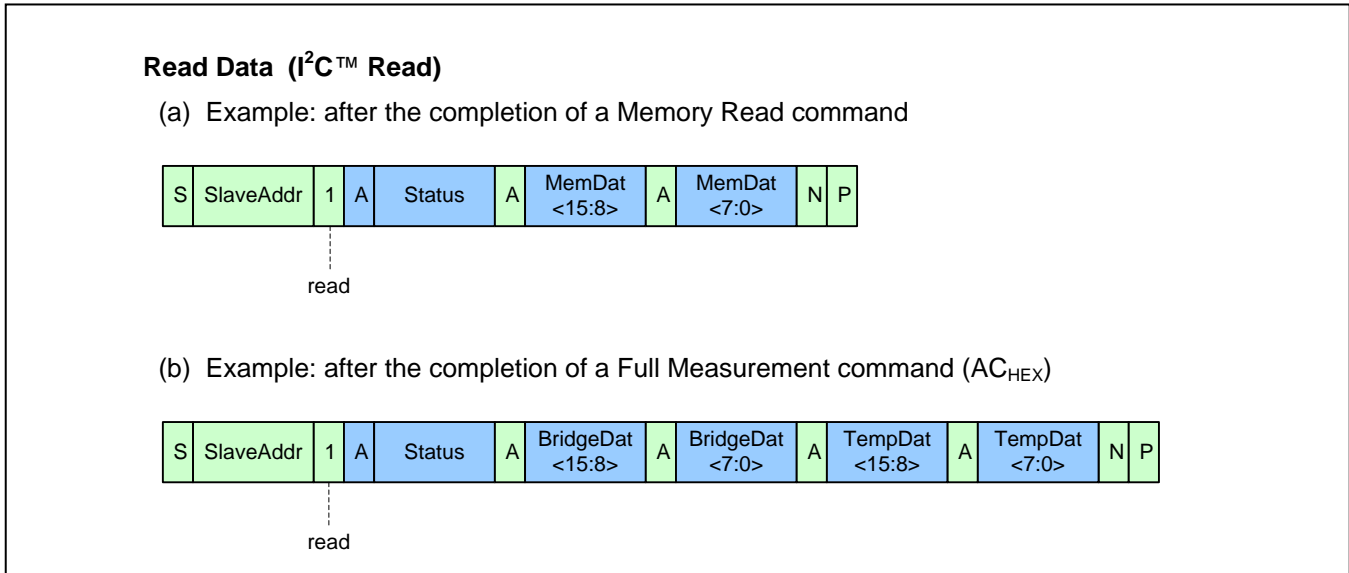 Read Data (I²C™ Read)
(a) Example: after the completion of a Memory Read command
S SlaveAddr 1 A Status A MemDat <15:8> A MemDat <7:0> N P
read
(b) Example: after the completion of a Full Measurement command (AC_HEX)
S SlaveAddr 1 A Status A BridgeDat <15:8> A BridgeDat <7:0> A TempDat <15:8> A TempDat <7:0> N P
read